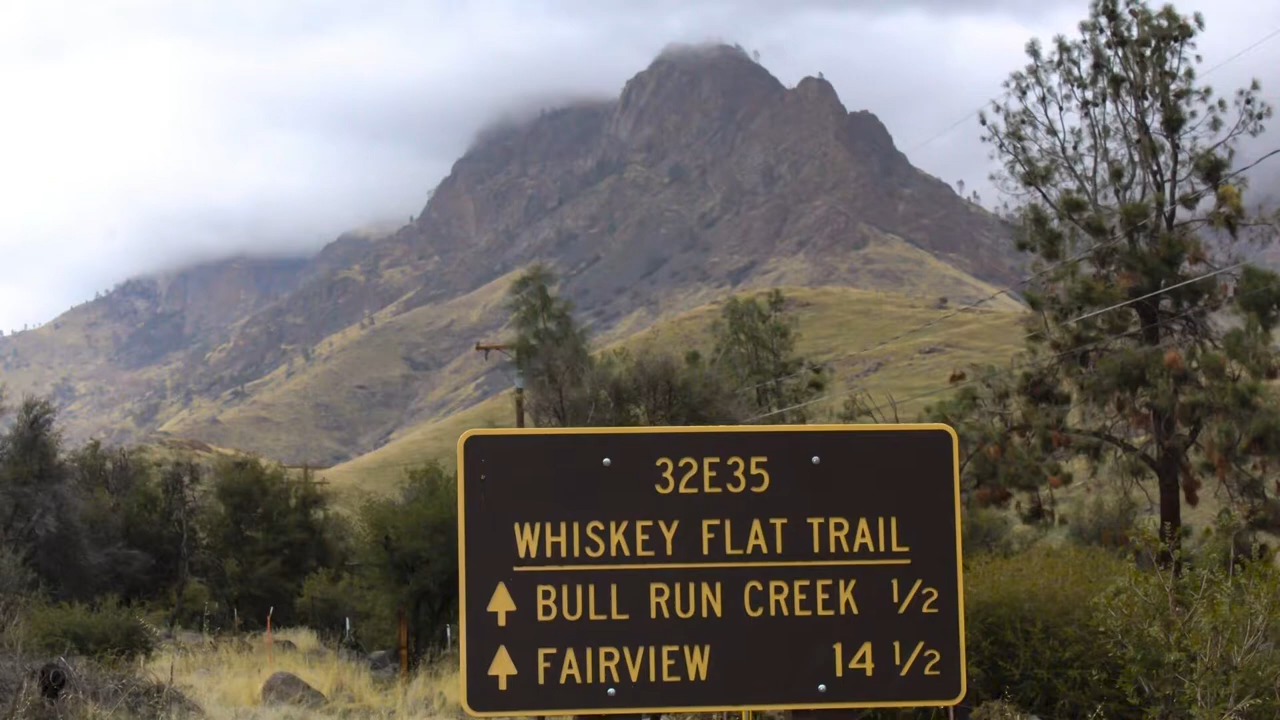 32E35
WHISKEY FLAT TRAIL
BULL RUN CREEK 1/2
FAIRVIEW 14 1/2